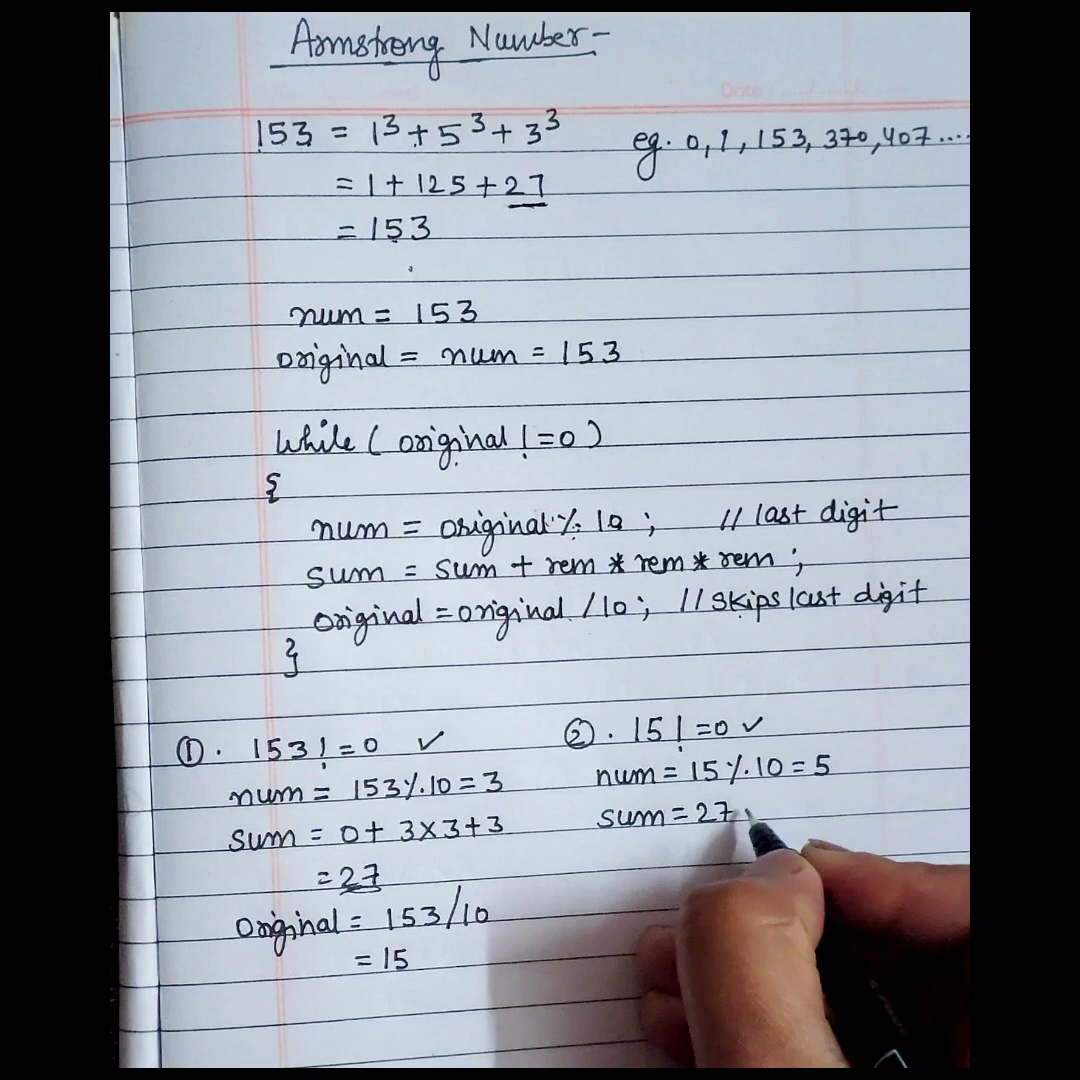 Armstrong Number-
Date :
153 = 1³ + 5³ + 3³
eg. 0, 1, 153, 370, 407 ....
= 1 + 125 + 27
= 153
num = 153
original = num = 153
while ( original != 0 )
{
num = original % 10 ; // last digit
sum = sum + rem * rem * rem ;
original = original / 10 ; // skips last digit
}
① . 153 != 0 ✓
num = 153 % 10 = 3
sum = 0 + 3 × 3 + 3
= 27
original = 153/10
= 15
② . 15 != 0 ✓
num = 15 % 10 = 5
sum = 27